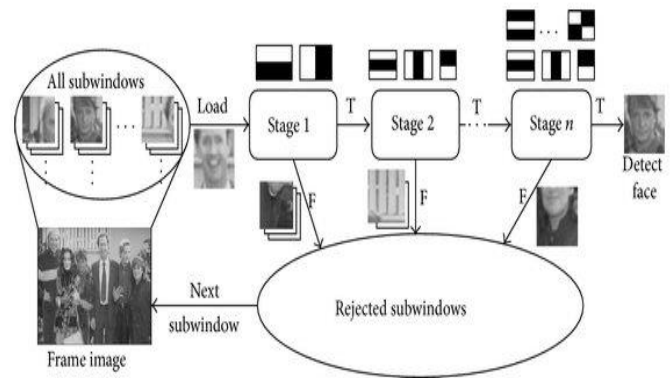 All subwindows
Load
Stage 1
T
Stage 2
T
Stage n
T
Detect
face
F
F
F
Rejected subwindows
Next
subwindow
Frame image